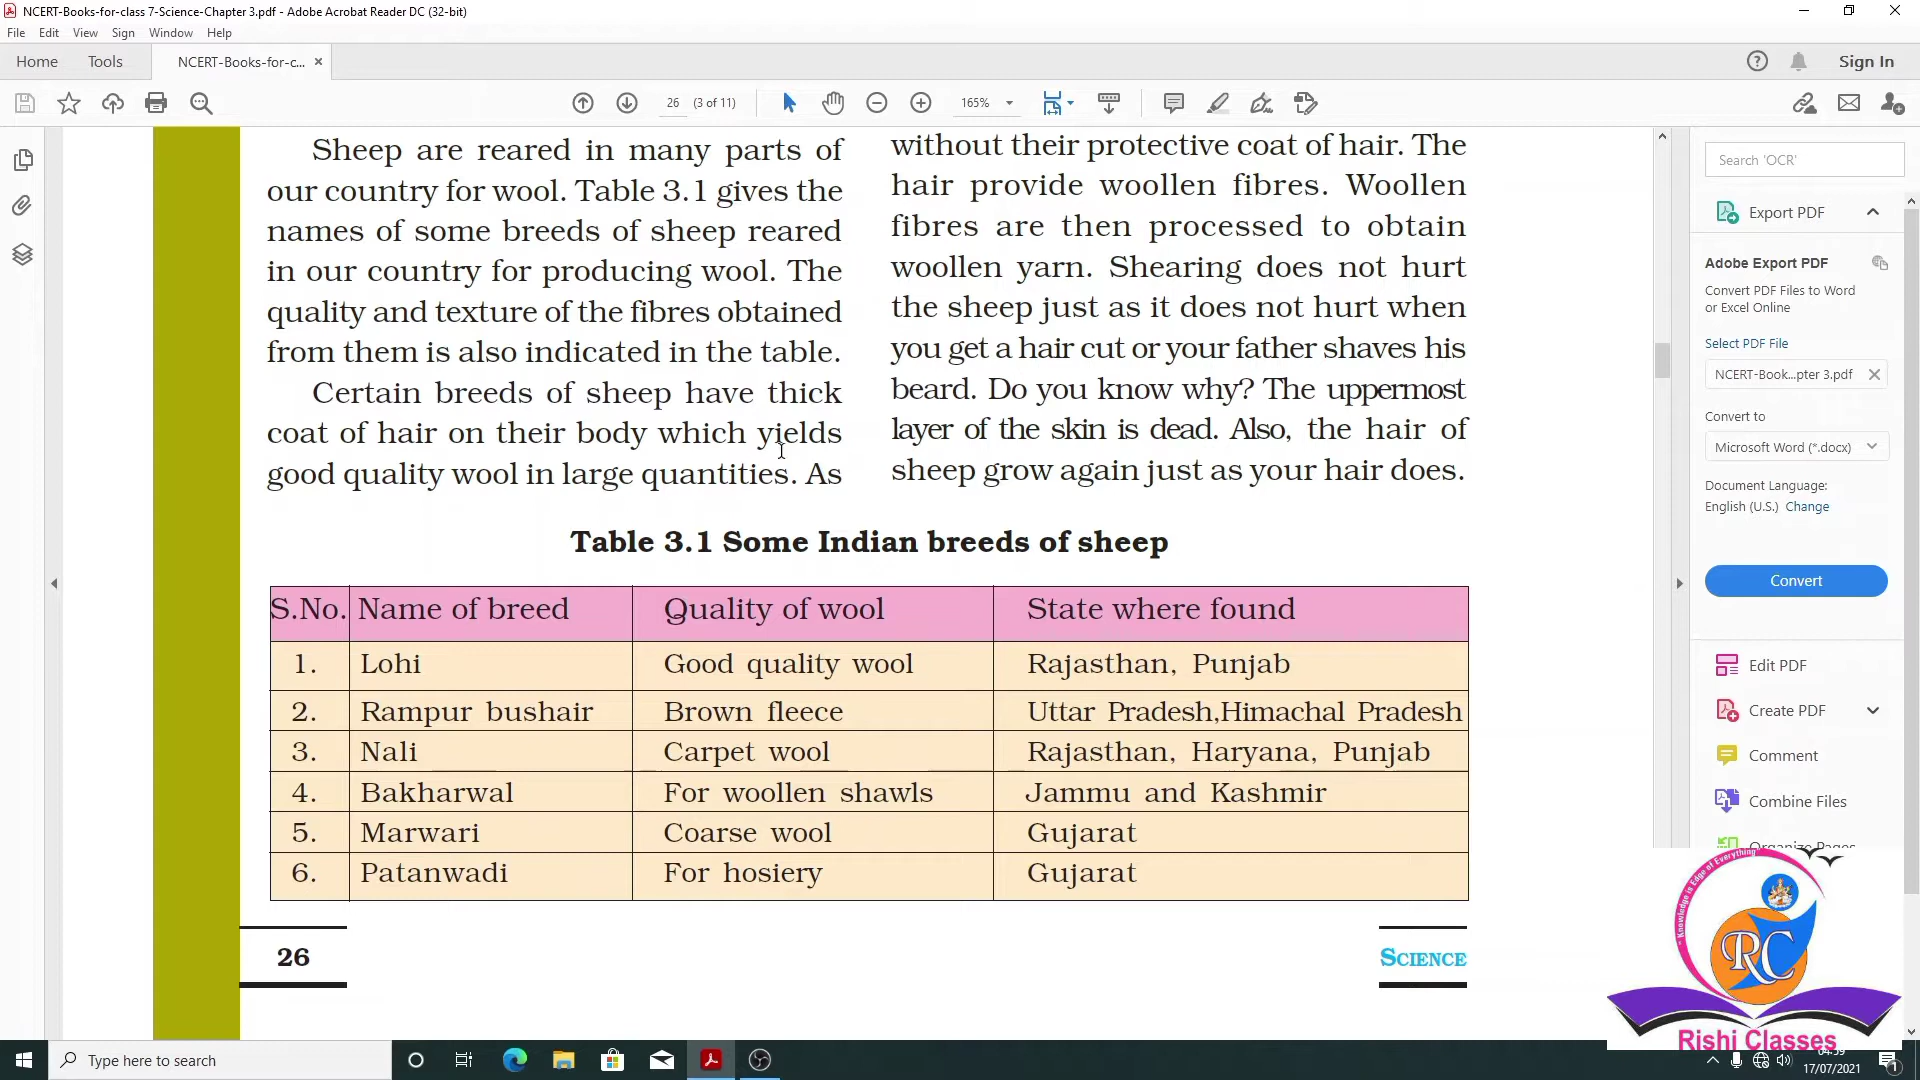 NCERT-Books-for-class 7-Science-Chapter 3.pdf - Adobe Acrobat Reader DC (32-bit)
File Edit View Sign Window Help
Home Tools NCERT-Books-for-c... Sign In
26 (3 of 11) 165%
Sheep are reared in many parts of
our country for wool. Table 3.1 gives the
names of some breeds of sheep reared
in our country for producing wool. The
quality and texture of the fibres obtained
from them is also indicated in the table.
Certain breeds of sheep have thick
coat of hair on their body which yields
good quality wool in large quantities. As
without their protective coat of hair. The
hair provide woollen fibres. Woollen
fibres are then processed to obtain
woollen yarn. Shearing does not hurt
the sheep just as it does not hurt when
you get a hair cut or your father shaves his
beard. Do you know why? The uppermost
layer of the skin is dead. Also, the hair of
sheep grow again just as your hair does.
Table 3.1 Some Indian breeds of sheep
S.No. Name of breed Quality of wool State where found
1. Lohi Good quality wool Rajasthan, Punjab
2. Rampur bushair Brown fleece Uttar Pradesh,Himachal Pradesh
3. Nali Carpet wool Rajasthan, Haryana, Punjab
4. Bakharwal For woollen shawls Jammu and Kashmir
5. Marwari Coarse wool Gujarat
6. Patanwadi For hosiery Gujarat
26
SCIENCE
Search 'OCR'
Export PDF
Adobe Export PDF
Convert PDF Files to Word
or Excel Online
Select PDF File
NCERT-Book...pter 3.pdf
Convert to
Microsoft Word (*.docx)
Document Language:
English (U.S.) Change
Convert
Edit PDF
Create PDF
Comment
Combine Files
Organize Pages
"Knowledge is Edge of Everything"
RC
Rishi Classes
Type here to search
04:59
17/07/2021
1